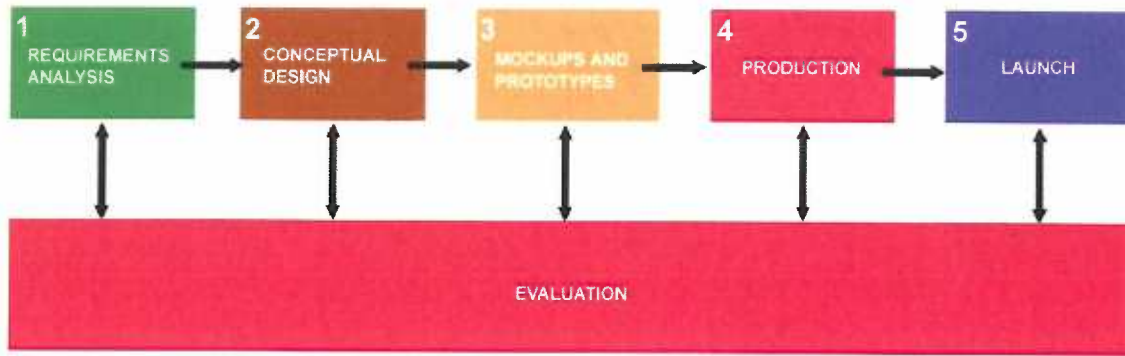 1
REQUIREMENTS
ANALYSIS
2
CONCEPTUAL
DESIGN
3
MOCKUPS AND
PROTOTYPES
4
PRODUCTION
5
LAUNCH
EVALUATION